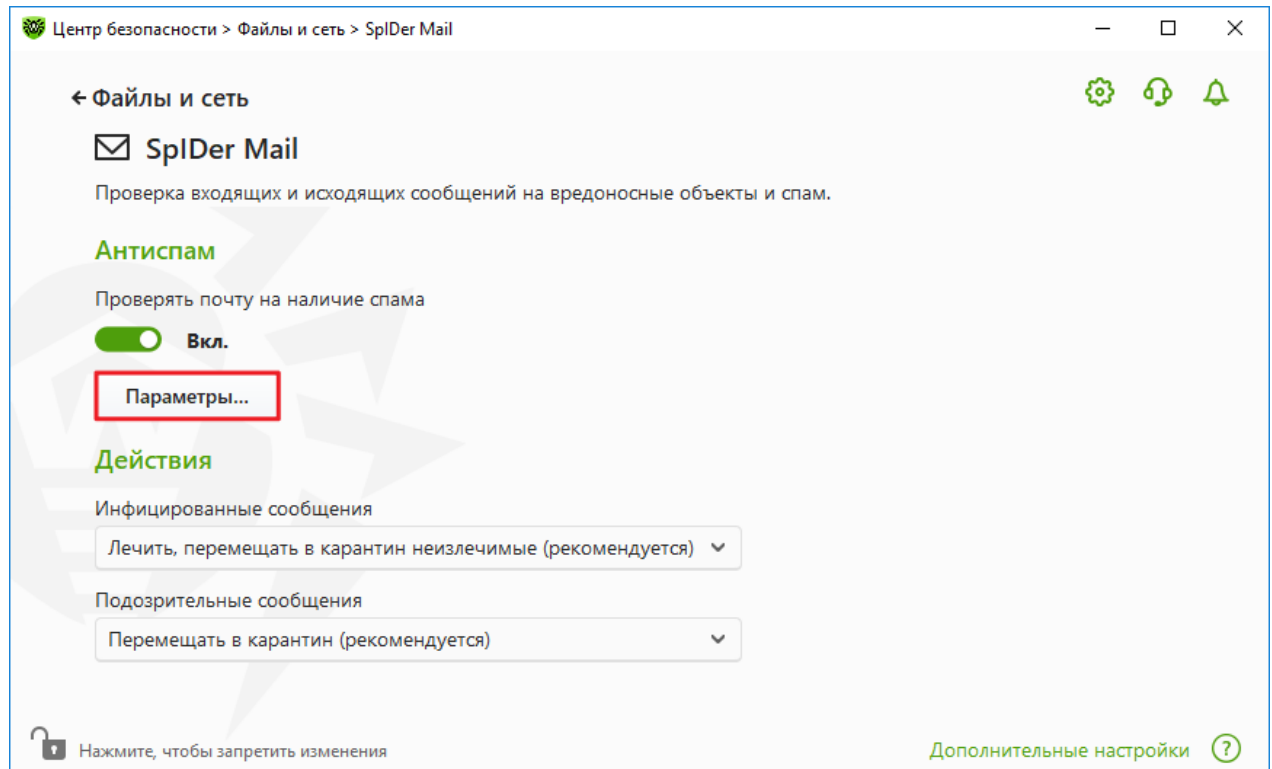 Центр безопасности > Файлы и сеть > SpIDer Mail
Файлы и сеть
SpIDer Mail
Проверка входящих и исходящих сообщений на вредоносные объекты и спам.
Антиспам
Проверять почту на наличие спама
Вкл.
Параметры...
Действия
Инфицированные сообщения
Лечить, перемещать в карантин неизлечимые (рекомендуется)
Подозрительные сообщения
Перемещать в карантин (рекомендуется)
Нажмите, чтобы запретить изменения
Дополнительные настройки ?